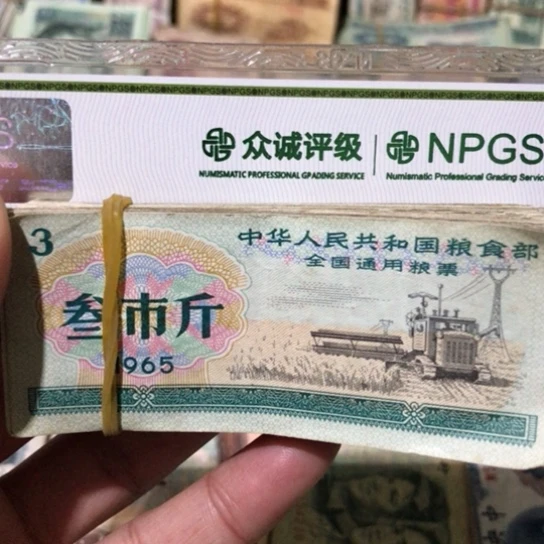 众诚评级 | NPGS
NUMISMATIC PROFESSIONAL GRADING SERVICE Numismatic Professional Grading Servic
3
中华人民共和国粮食部
全国通用粮票
叁市斤
1965